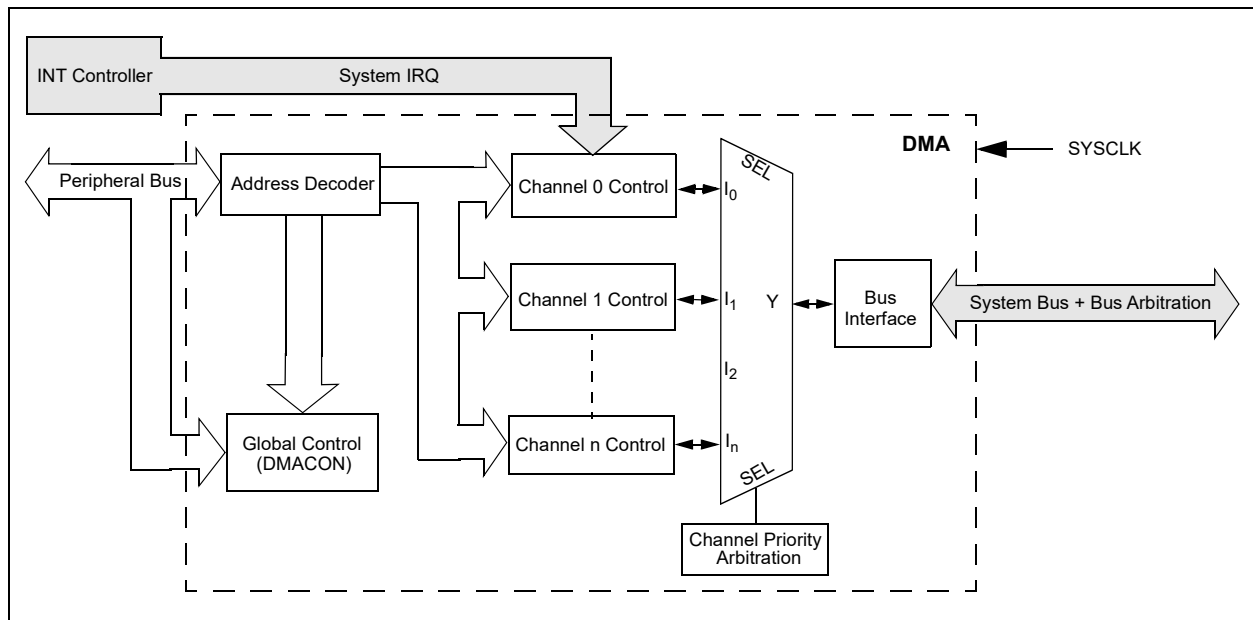 INT Controller
System IRQ
DMA
SYSCLK
Peripheral Bus
Address Decoder
Channel 0 Control
SEL
I0
Channel 1 Control
I1
Y
Bus
Interface
System Bus + Bus Arbitration
I2
Global Control
(DMACON)
Channel n Control
In
SEL
Channel Priority
Arbitration